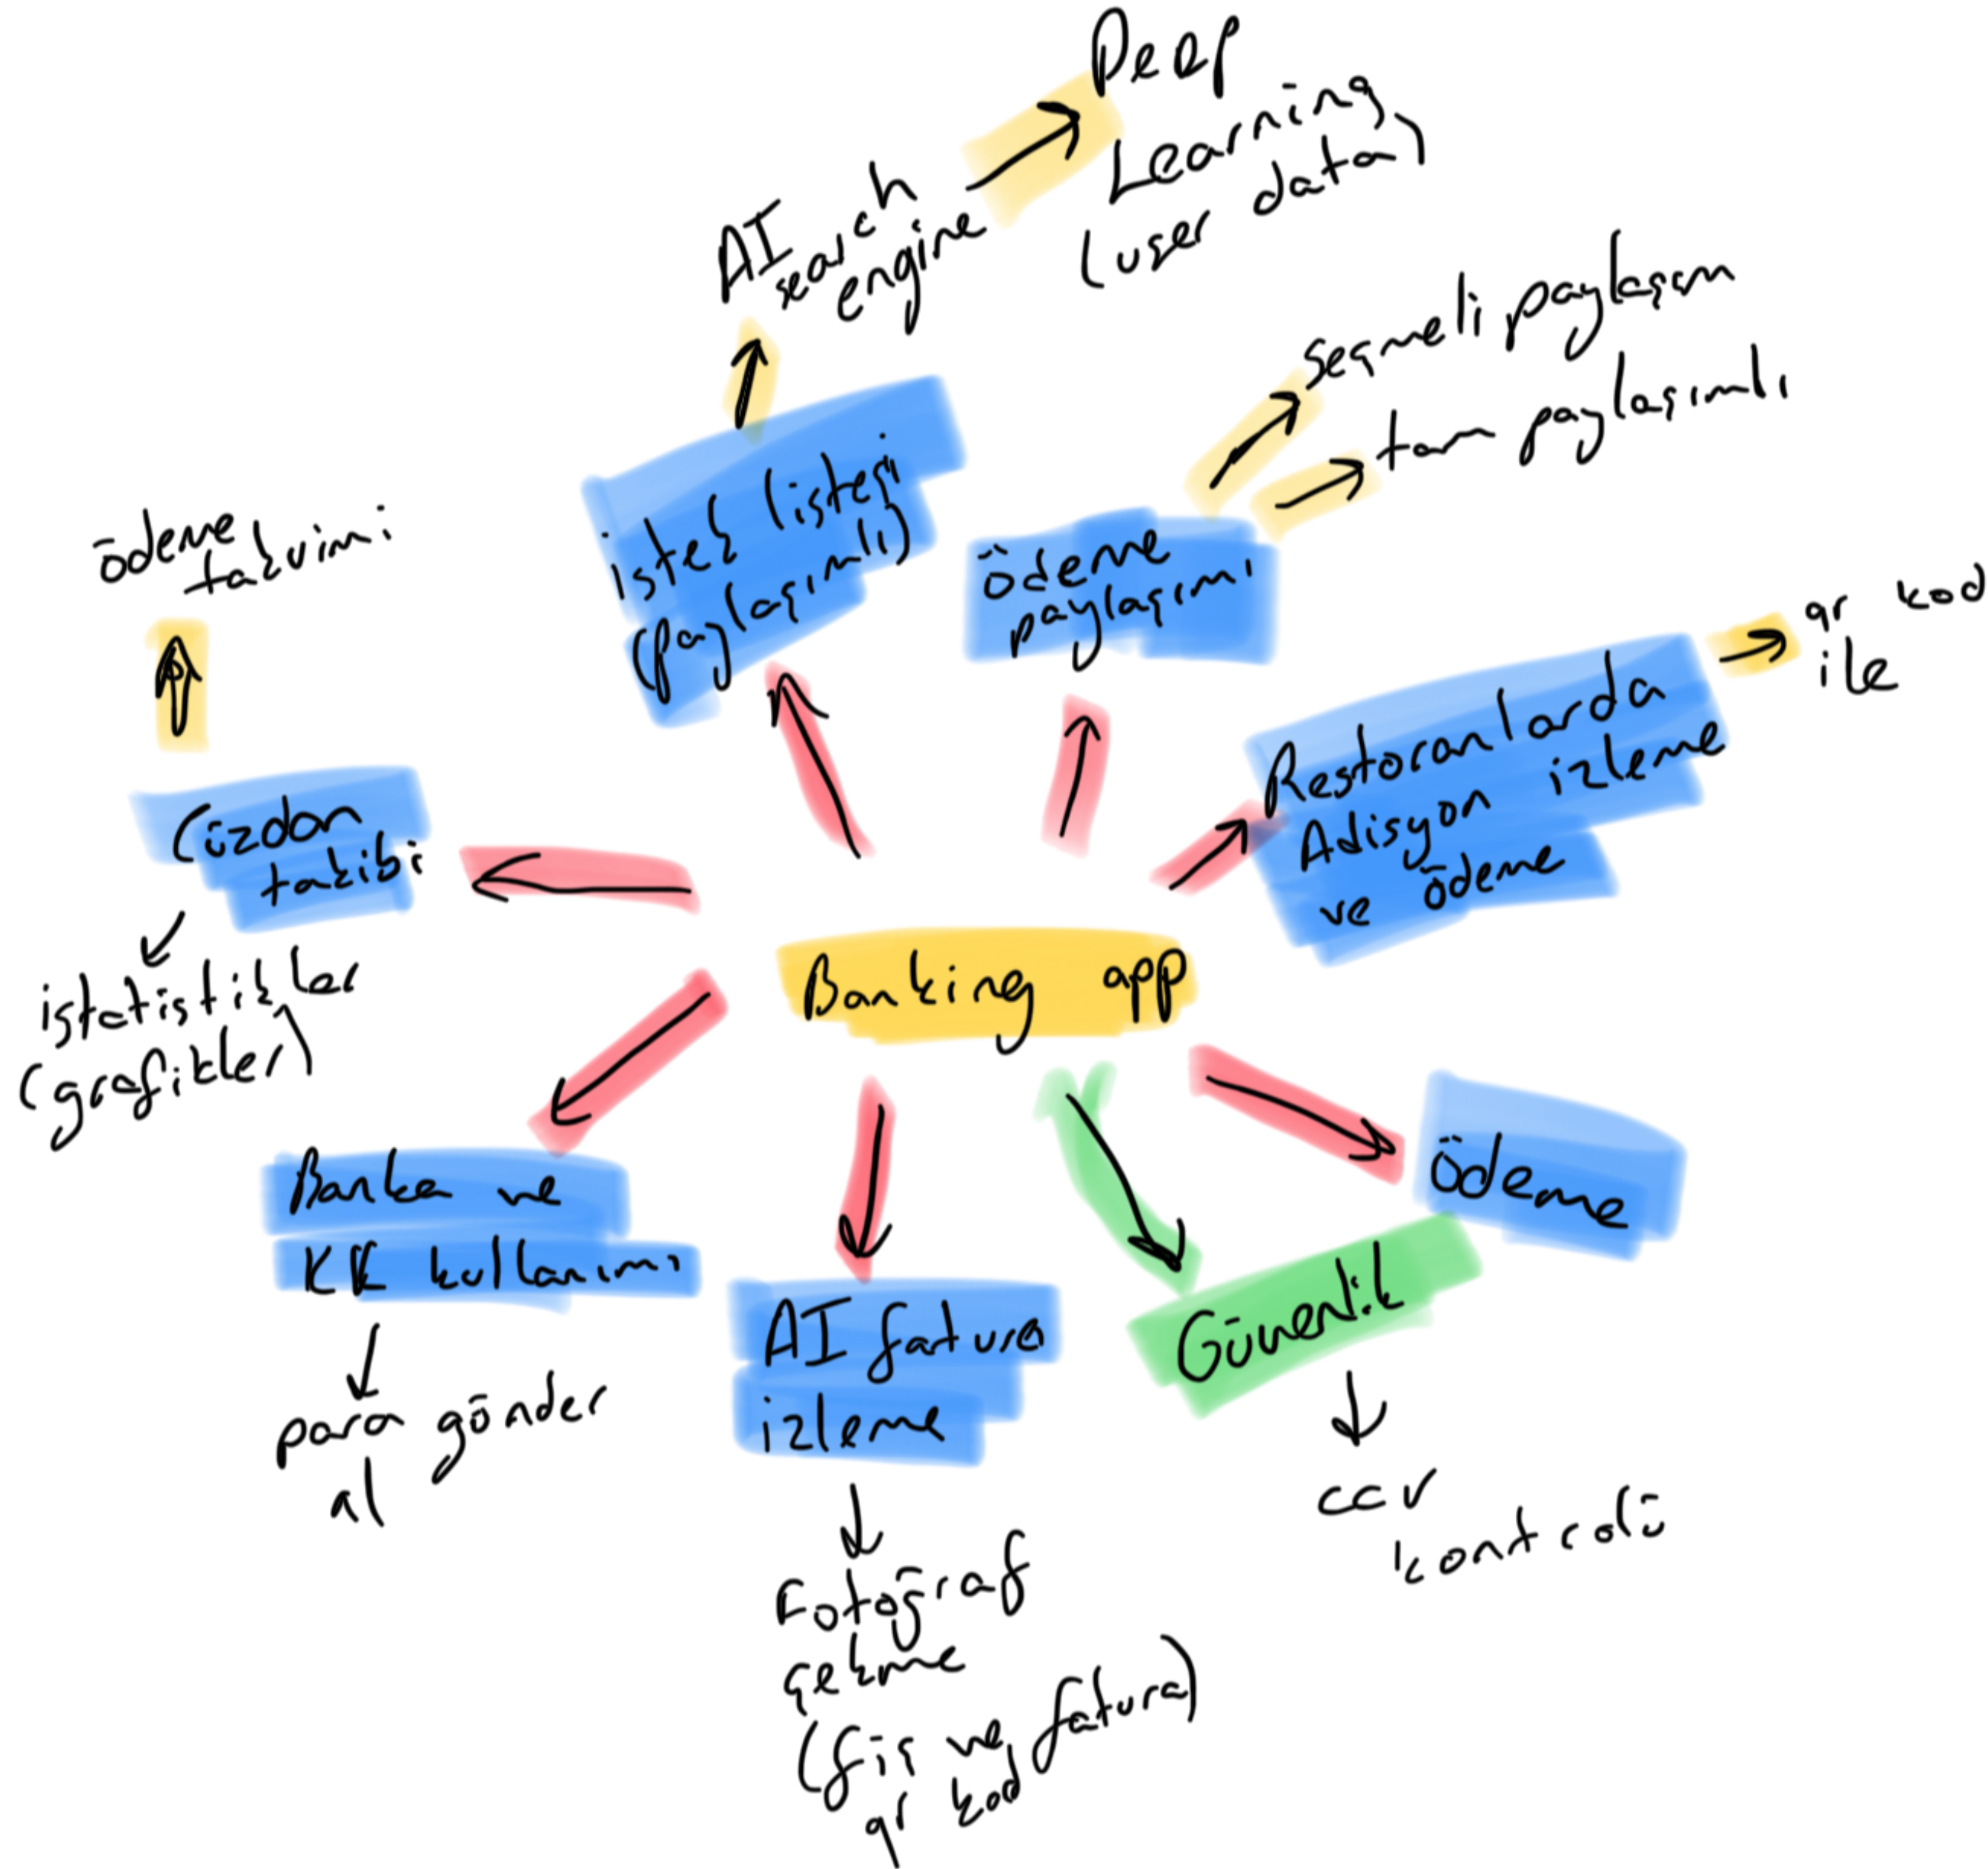 Deep
Learning
(user data)
AI
search
engine
seçmeli paylaşım
tam paylaşımlı
istek listesi
(paylaşımlı)
ödeme
paylaşımı
ödeme
takvimi
qr kod
ile
Restoranlarda
Adisyon izleme
ve ödeme
Cüzdan
takibi
istatistikler
(grafikler)
Banking app
Banka ve
KK kullanımı
para gönder
al
AI fatura
izleme
Fotoğraf
çekme
(fiş ve fatura)
qr kod
Güvenlik
ccv
kontrolü
ödeme